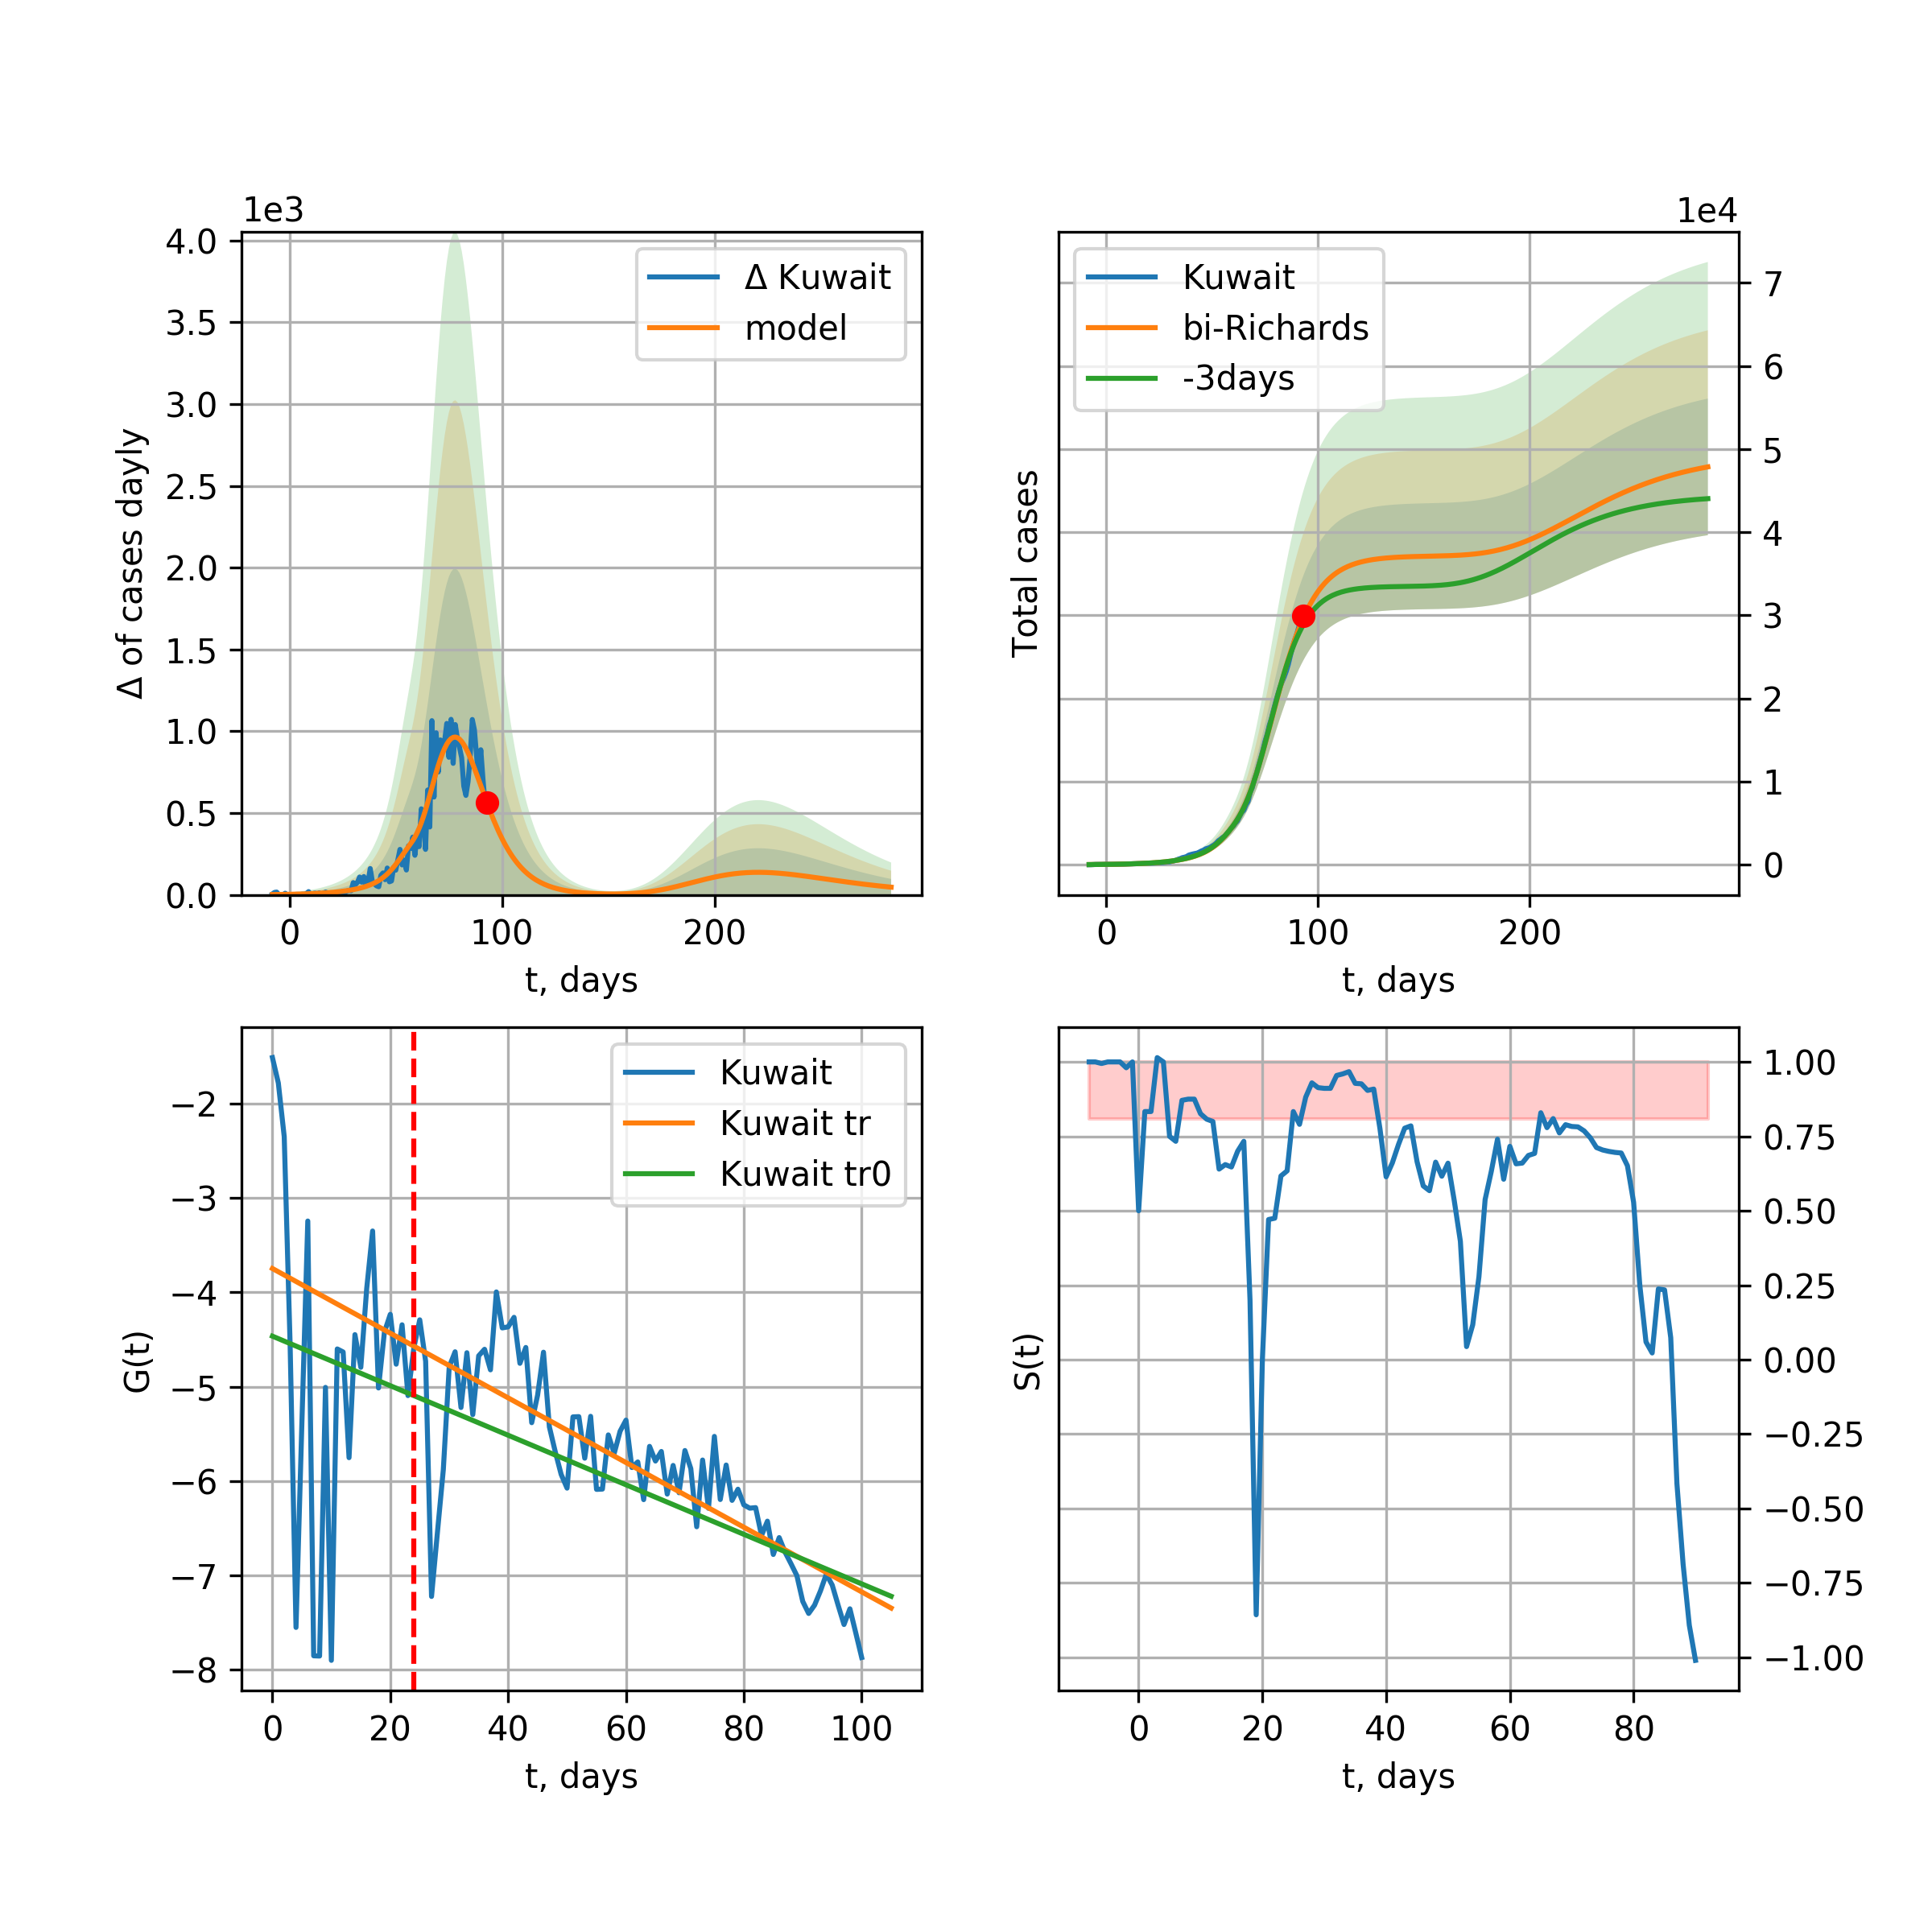 1e3
4.0
3.5
3.0
2.5
2.0
1.5
1.0
0.5
0.0
Δ of cases dayly
Δ Kuwait
model
0
100
200
t, days
1e4
Kuwait
bi-Richards
-3days
Total cases
7
6
5
4
3
2
1
0
0
100
200
t, days
−2
−3
−4
−5
−6
−7
−8
G(t)
Kuwait
Kuwait tr
Kuwait tr0
0
20
40
60
80
100
t, days
S(t)
1.00
0.75
0.50
0.25
0.00
−0.25
−0.50
−0.75
−1.00
0
20
40
60
80
t, days